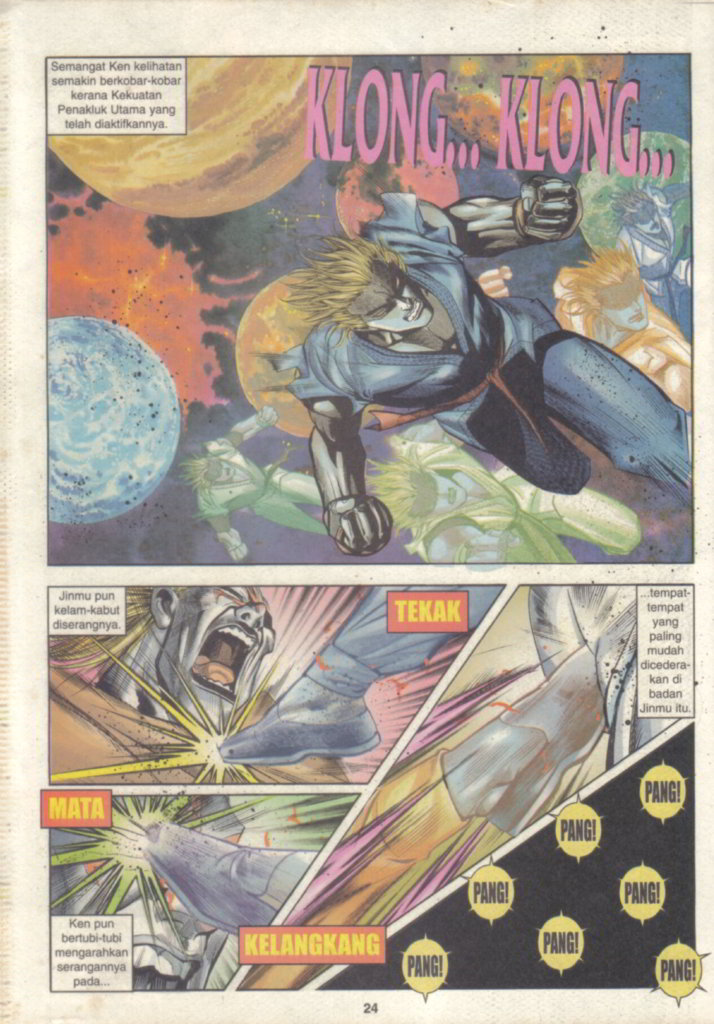 Semangat Ken kelihatan
semakin berkobar-kobar
kerana Kekuatan
Penakluk Utama yang
telah diaktifkannya.
KLONG... KLONG...
Jinmu pun
kelam-kabut
diserangnya.
TEKAK
MATA
Ken pun
bertubi-tubi
mengarahkan
serangannya
pada...
KELANGKANG
...tempat-
tempat
yang
paling
mudah
dicedera-
kan di
badan
Jinmu itu.
PANG!
PANG!
PANG!
PANG!
PANG!
PANG!
PANG!
24